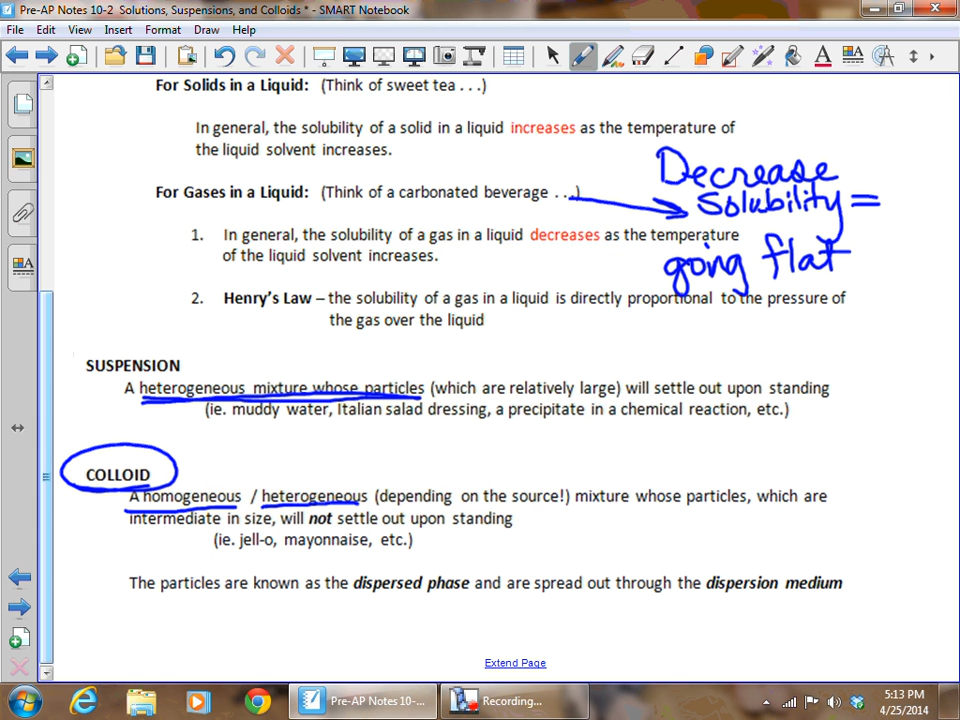 Pre-AP Notes 10-2 Solutions, Suspensions, and Colloids * - SMART Notebook
File Edit View Insert Format Draw Help
For Solids in a Liquid: (Think of sweet tea . . .)
In general, the solubility of a solid in a liquid increases as the temperature of
the liquid solvent increases.
Decrease
For Gases in a Liquid: (Think of a carbonated beverage . . .)
Solubility =
1. In general, the solubility of a gas in a liquid decreases as the temperature
of the liquid solvent increases.
going flat
2. Henry's Law – the solubility of a gas in a liquid is directly proportional to the pressure of
the gas over the liquid
SUSPENSION
A heterogeneous mixture whose particles (which are relatively large) will settle out upon standing
(ie. muddy water, Italian salad dressing, a precipitate in a chemical reaction, etc.)
COLLOID
A homogeneous / heterogeneous (depending on the source!) mixture whose particles, which are
intermediate in size, will not settle out upon standing
(ie. jell-o, mayonnaise, etc.)
The particles are known as the dispersed phase and are spread out through the dispersion medium
Extend Page
Pre-AP Notes 10-... Recording... 5:13 PM
4/25/2014